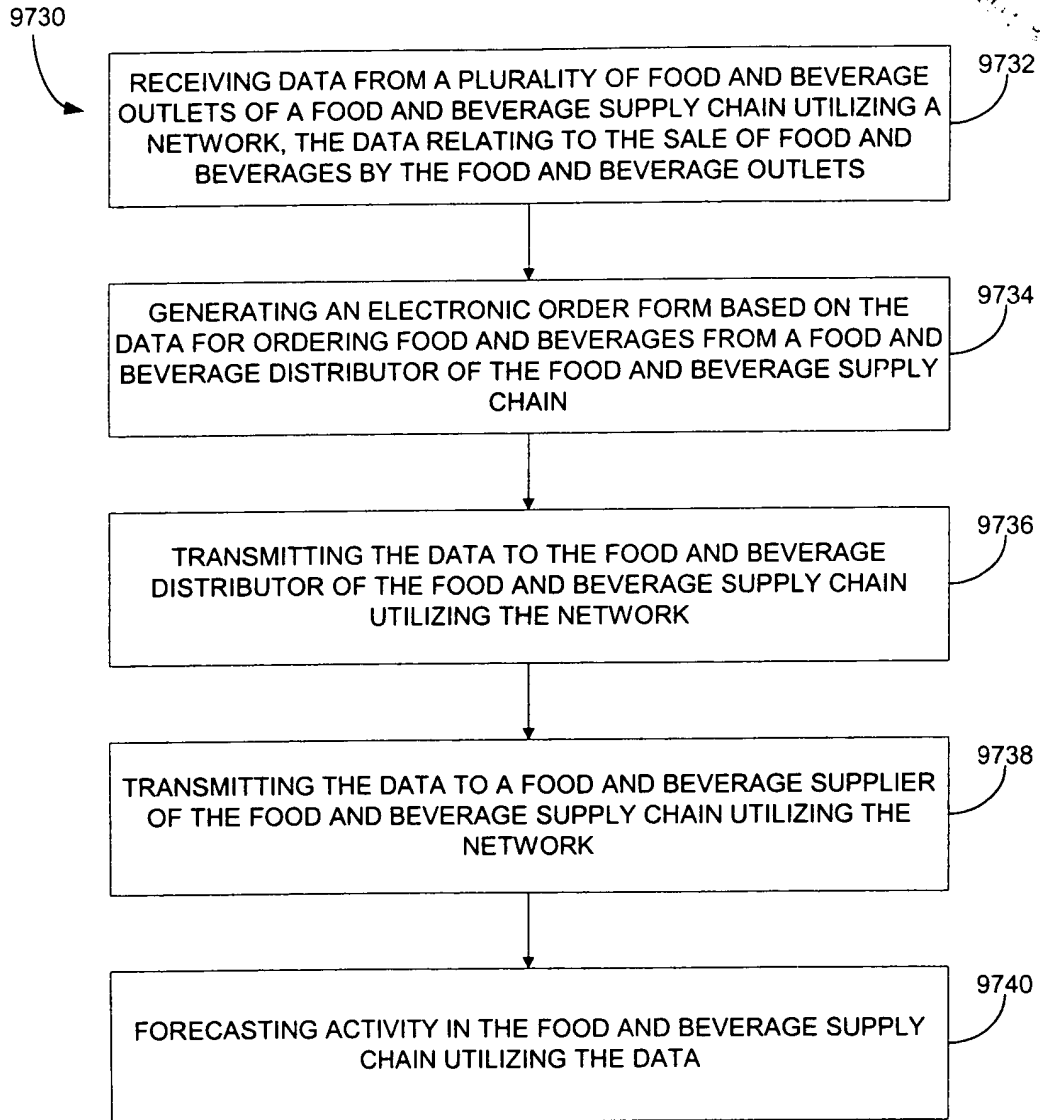 9730
RECEIVING DATA FROM A PLURALITY OF FOOD AND BEVERAGE
OUTLETS OF A FOOD AND BEVERAGE SUPPLY CHAIN UTILIZING A
NETWORK, THE DATA RELATING TO THE SALE OF FOOD AND
BEVERAGES BY THE FOOD AND BEVERAGE OUTLETS
9732
GENERATING AN ELECTRONIC ORDER FORM BASED ON THE
DATA FOR ORDERING FOOD AND BEVERAGES FROM A FOOD AND
BEVERAGE DISTRIBUTOR OF THE FOOD AND BEVERAGE SUPPLY
CHAIN
9734
TRANSMITTING THE DATA TO THE FOOD AND BEVERAGE
DISTRIBUTOR OF THE FOOD AND BEVERAGE SUPPLY CHAIN
UTILIZING THE NETWORK
9736
TRANSMITTING THE DATA TO A FOOD AND BEVERAGE SUPPLIER
OF THE FOOD AND BEVERAGE SUPPLY CHAIN UTILIZING THE
NETWORK
9738
FORECASTING ACTIVITY IN THE FOOD AND BEVERAGE SUPPLY
CHAIN UTILIZING THE DATA
9740